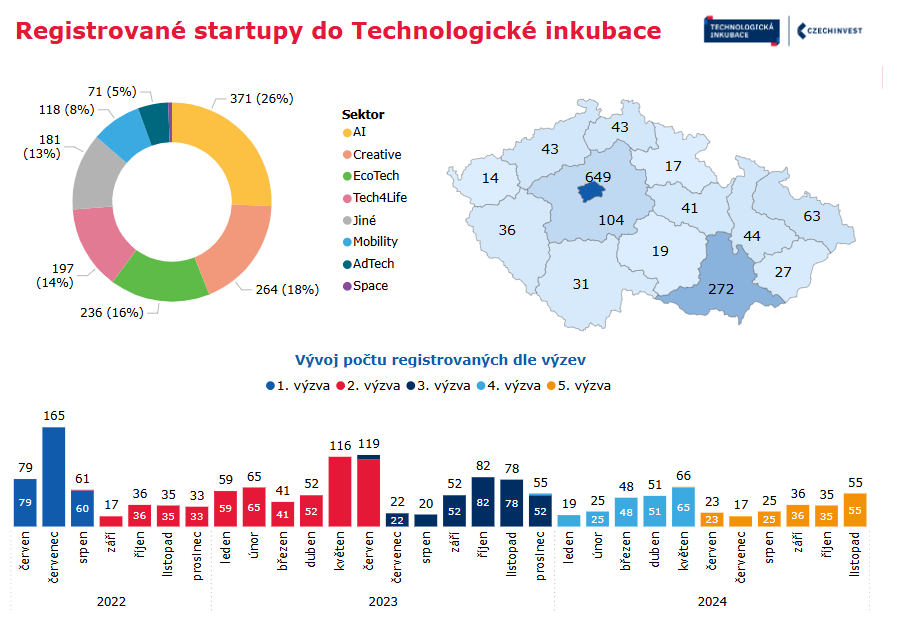 Registrované startupy do Technologické inkubace
TECHNOLOGICKÁ
INKUBACE
CZECHINVEST
71 (5%)
118 (8%)
181
(13%)
197
(14%)
236 (16%)
264 (18%)
371 (26%)
Sektor
AI
Creative
EcoTech
Tech4Life
Jiné
Mobility
AdTech
Space
43
43
14
649
17
36
104
41
63
44
19
27
31
272
Vývoj počtu registrovaných dle výzev
1. výzva 2. výzva 3. výzva 4. výzva 5. výzva
79 165 61 17 36 35 33 59 65 41 52 116 119 22 20 52 82 78 55 19 25 48 51 66 23 17 25 36 35 55
79 60 36 35 33 59 65 41 52 22 52 82 78 52 25 48 51 65 23 25 36 35 55
červen červenec srpen září říjen listopad prosinec leden únor březen duben květen červen červenec srpen září říjen listopad prosinec leden únor březen duben květen červen červenec srpen září říjen listopad
2022 2023 2024